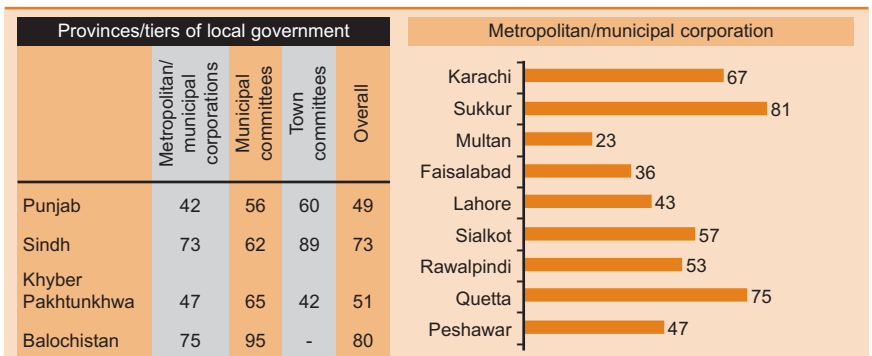 Provinces/tiers of local government
Metropolitan/
municipal
corporations
Municipal
committees
Town
committees
Overall
Punjab 42 56 60 49
Sindh 73 62 89 73
Khyber
Pakhtunkhwa 47 65 42 51
Balochistan 75 95 - 80
Metropolitan/municipal corporation
Karachi 67
Sukkur 81
Multan 23
Faisalabad 36
Lahore 43
Sialkot 57
Rawalpindi 53
Quetta 75
Peshawar 47